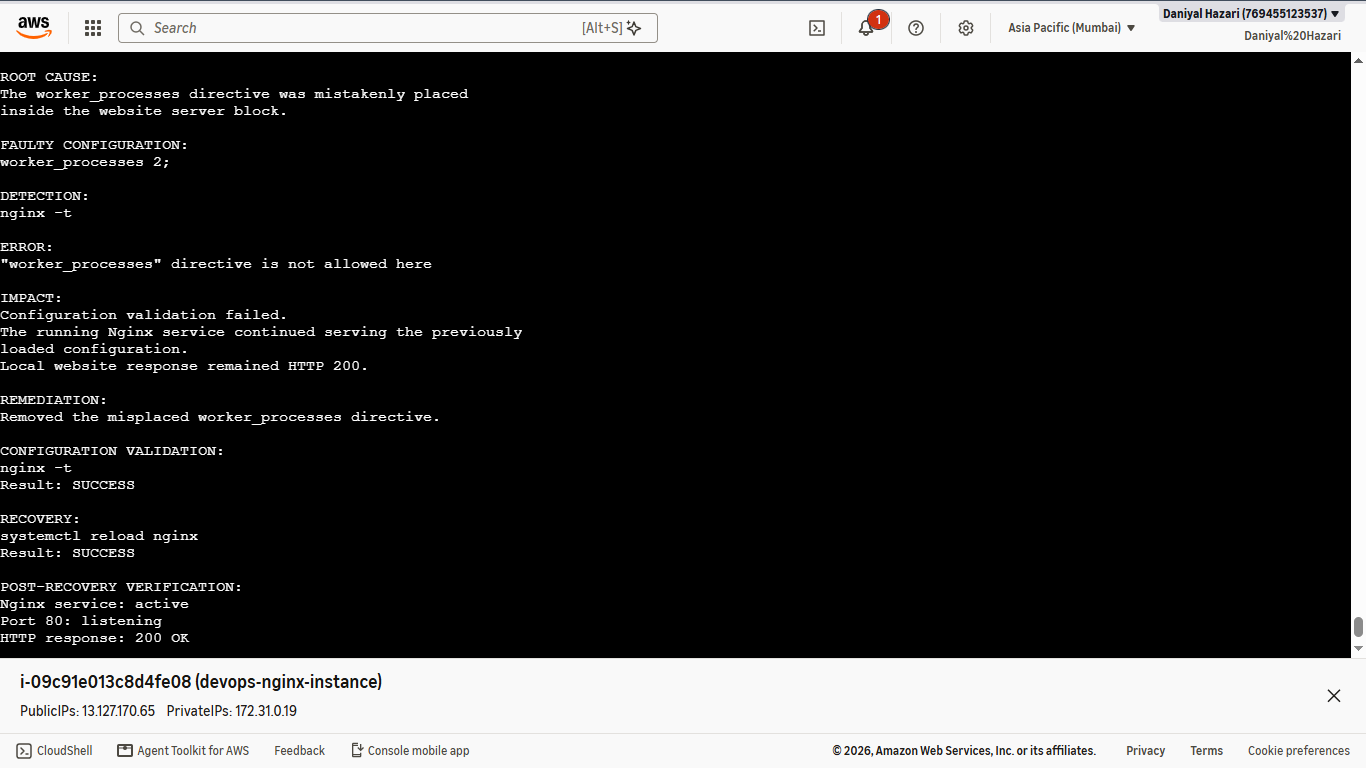 aws
Search
[Alt+S]
1
Asia Pacific (Mumbai)
Daniyal Hazari (769455123537)
Daniyal%20Hazari
ROOT CAUSE:
The worker_processes directive was mistakenly placed
inside the website server block.
FAULTY CONFIGURATION:
worker_processes 2;
DETECTION:
nginx -t
ERROR:
"worker_processes" directive is not allowed here
IMPACT:
Configuration validation failed.
The running Nginx service continued serving the previously
loaded configuration.
Local website response remained HTTP 200.
REMEDIATION:
Removed the misplaced worker_processes directive.
CONFIGURATION VALIDATION:
nginx -t
Result: SUCCESS
RECOVERY:
systemctl reload nginx
Result: SUCCESS
POST-RECOVERY VERIFICATION:
Nginx service: active
Port 80: listening
HTTP response: 200 OK
i-09c91e013c8d4fe08 (devops-nginx-instance)
PublicIPs: 13.127.170.65 PrivateIPs: 172.31.0.19
CloudShell Agent Toolkit for AWS Feedback Console mobile app © 2026, Amazon Web Services, Inc. or its affiliates. Privacy Terms Cookie preferences